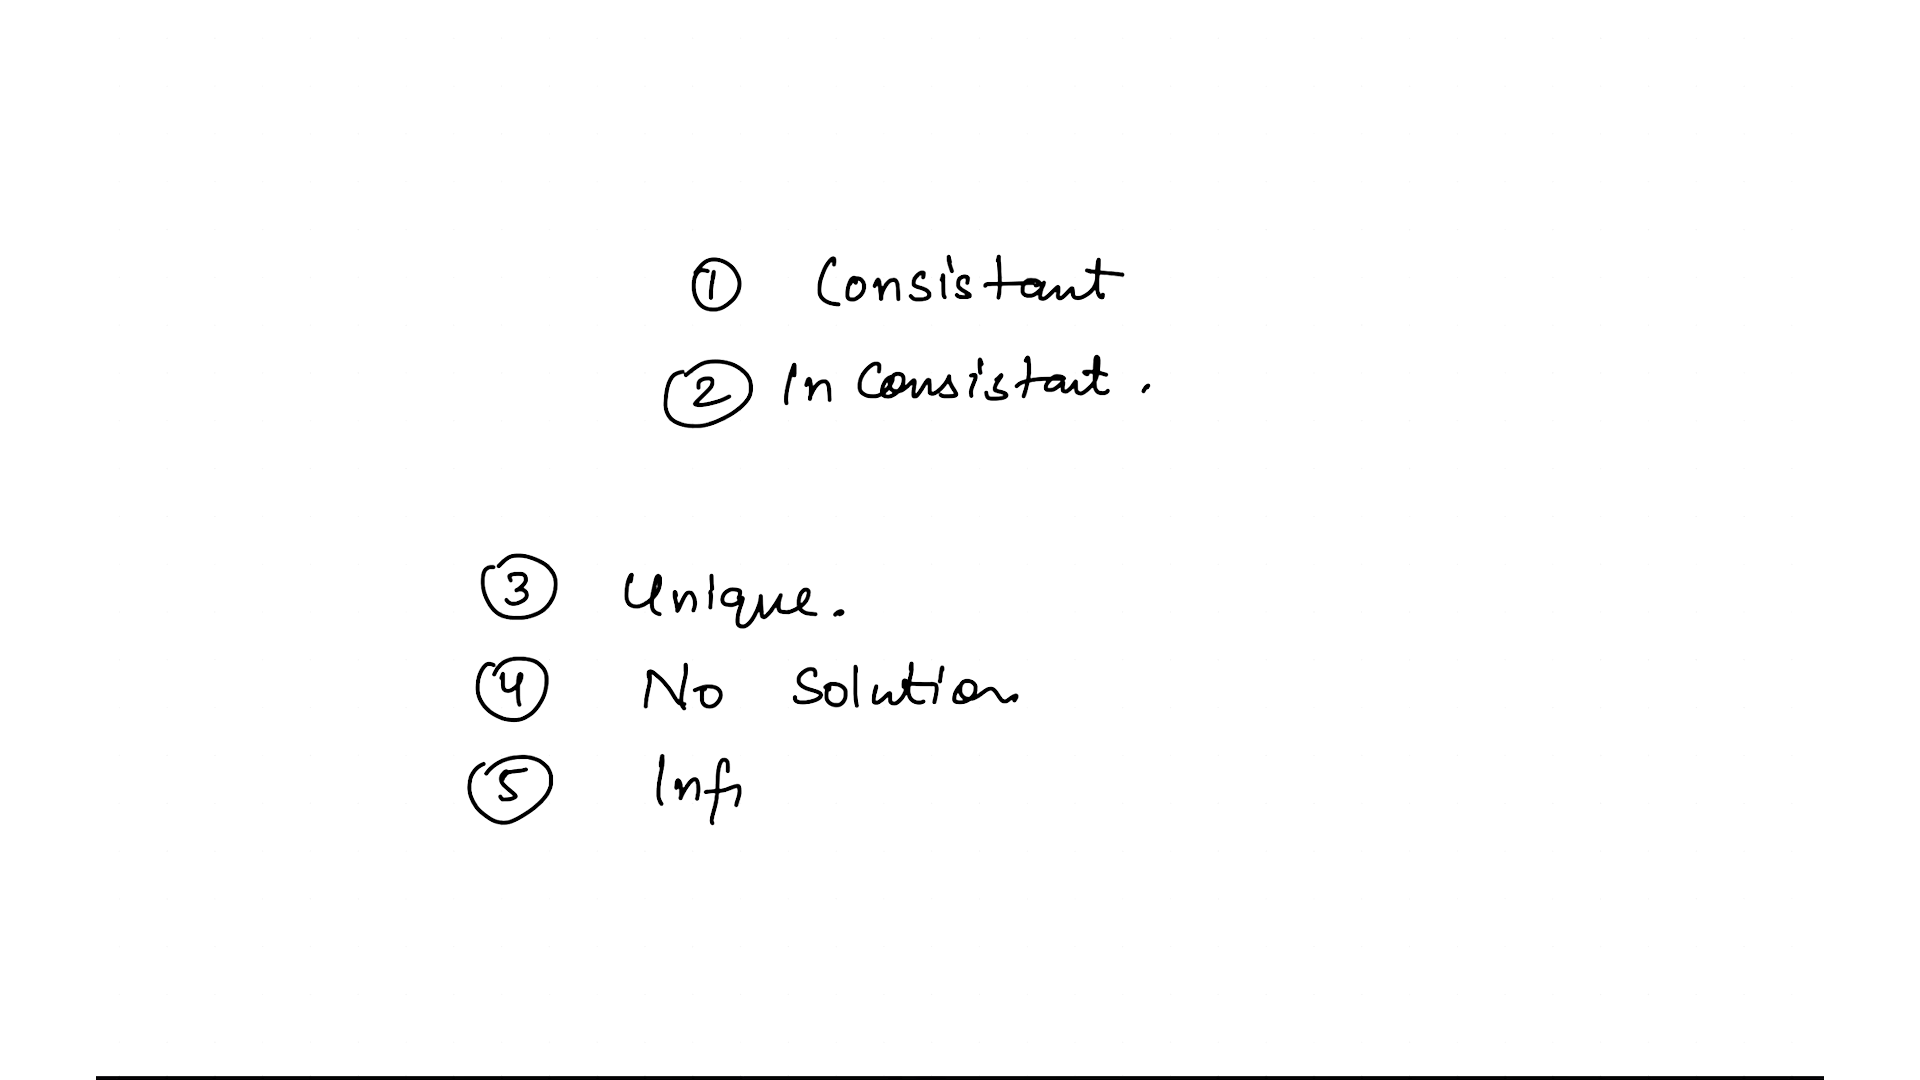 ① Consistant
② In Consistant.
③ Unique.
④ No Solution
⑤ Infi